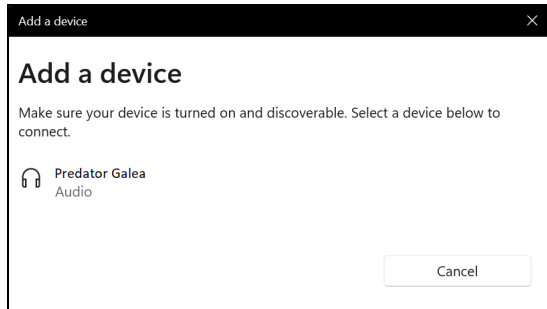 Add a device
Add a device
Make sure your device is turned on and discoverable. Select a device below to
connect.
Predator Galea
Audio
Cancel